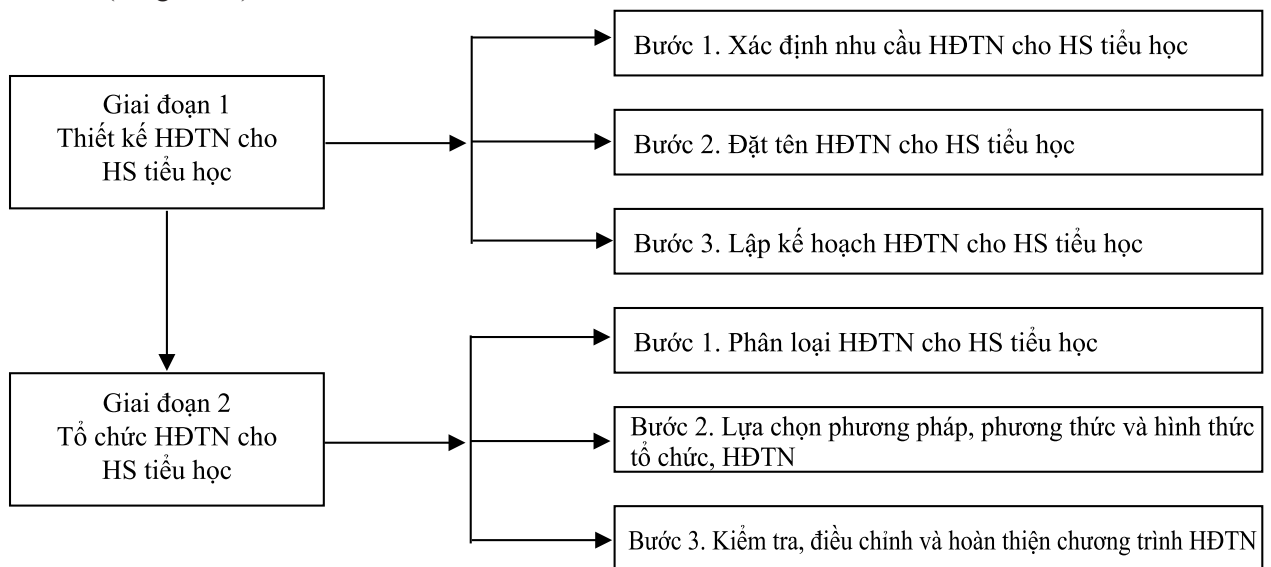 Giai đoạn 1
Thiết kế HĐTN cho
HS tiểu học
Bước 1. Xác định nhu cầu HĐTN cho HS tiểu học
Bước 2. Đặt tên HĐTN cho HS tiểu học
Bước 3. Lập kế hoạch HĐTN cho HS tiểu học
Giai đoạn 2
Tổ chức HĐTN cho
HS tiểu học
Bước 1. Phân loại HĐTN cho HS tiểu học
Bước 2. Lựa chọn phương pháp, phương thức và hình thức
tổ chức, HĐTN
Bước 3. Kiểm tra, điều chỉnh và hoàn thiện chương trình HĐTN